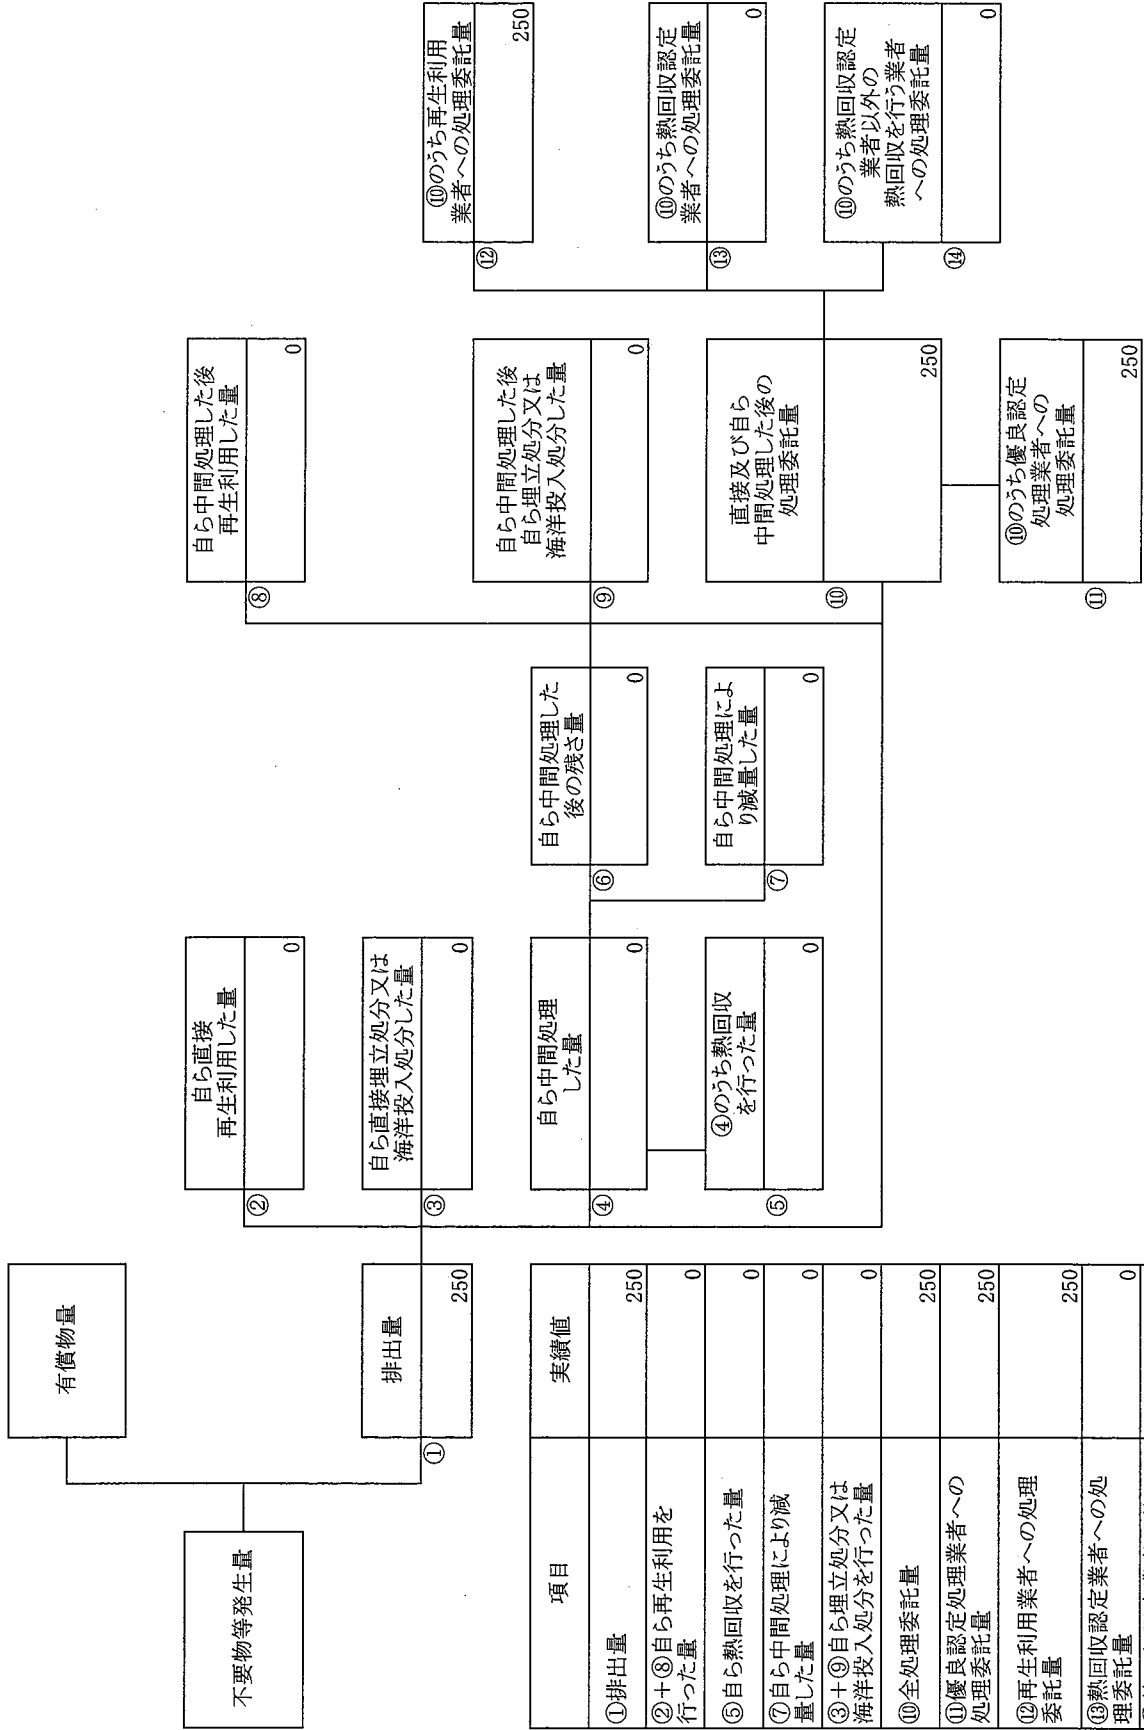 不要物等発生量
有償物量
①
排出量
250
②
自ら直接
再生利用した量
0
③
自ら直接埋立処分又は
海洋投入処分した量
0
④
自ら中間処理
した量
0
⑤
④のうち熱回収
を行った量
0
⑥
自ら中間処理した
後の残さ量
0
⑦
自ら中間処理によ
り減量した量
0
⑧
自ら中間処理した後
再生利用した量
0
⑨
自ら中間処理した後
自ら埋立処分又は
海洋投入処分した量
0
⑩
直接及び自ら
中間処理した後の
処理委託量
250
⑪
⑩のうち優良認定
処理業者への
処理委託量
250
⑫
⑩のうち再生利用
業者への処理委託量
250
⑬
⑩のうち熱回収認定
業者への処理委託量
0
⑭
⑩のうち熱回収認定
業者以外の
熱回収を行う業者
への処理委託量
0
項目
実績値
①排出量
250
②+⑧自ら再生利用を
行った量
0
⑤自ら熱回収を行った量
0
⑦自ら中間処理により減
量した量
0
③+⑨自ら埋立処分又は
海洋投入処分を行った量
0
⑩全処理委託量
250
⑪優良認定処理業者への
処理委託量
250
⑫再生利用業者への処理
委託量
250
⑬熱回収認定業者への処
理委託量
0